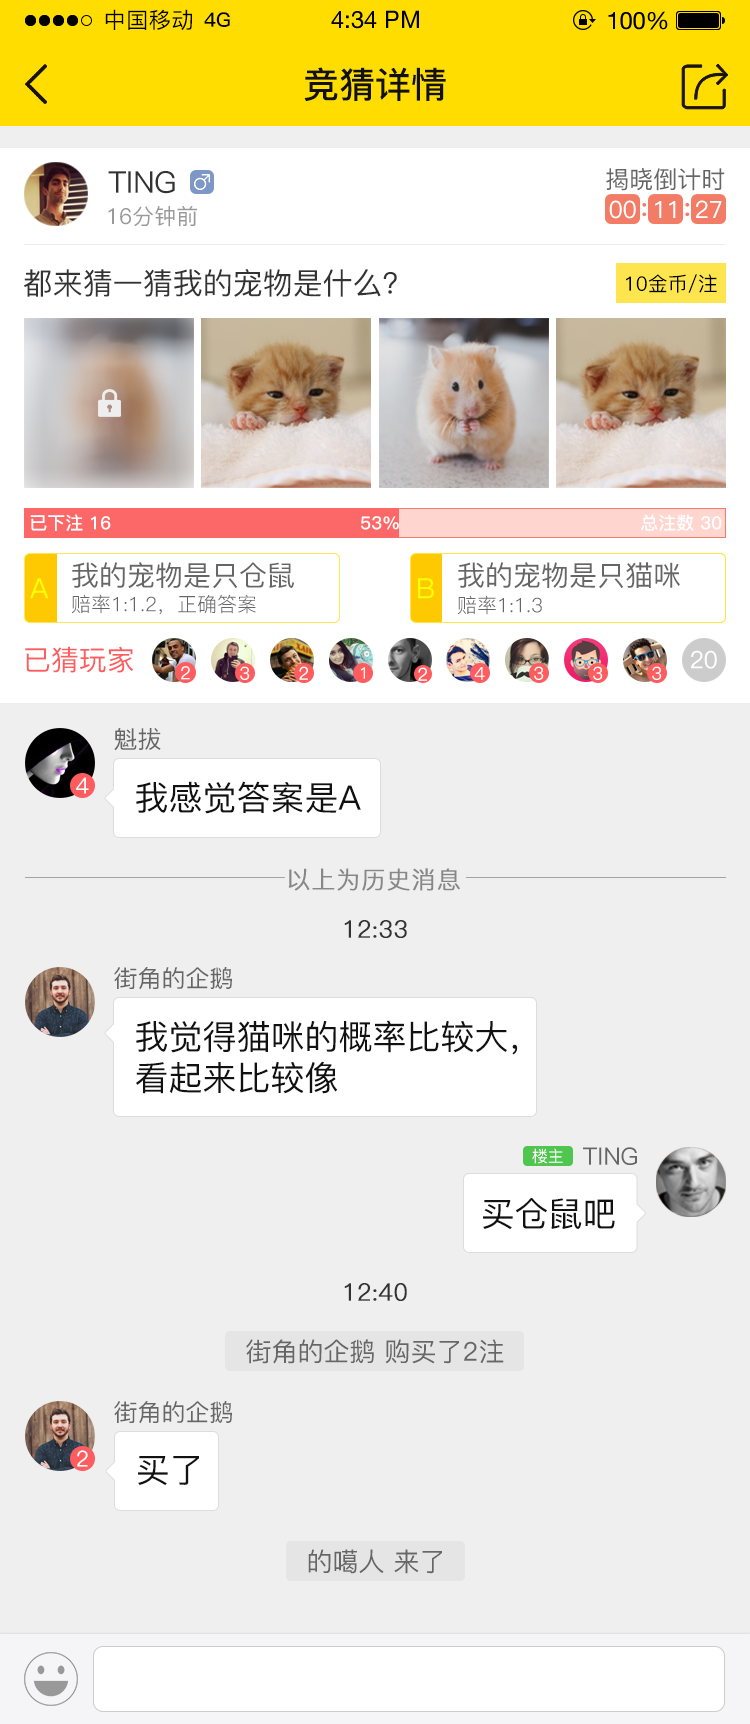 中国移动 4G 4:34 PM 100%
竞猜详情
TING
16分钟前
揭晓倒计时
00:11:27
都来猜一猜我的宠物是什么?
10金币/注
已下注 16 53% 总注数 30
A
我的宠物是只仓鼠
赔率1:1.2，正确答案
B
我的宠物是只猫咪
赔率1:1.3
已猜玩家 2 3 2 1 2 4 3 3 3 20
魁拔
4
我感觉答案是A
以上为历史消息
12:33
街角的企鹅
我觉得猫咪的概率比较大，
看起来比较像
楼主 TING
买仓鼠吧
12:40
街角的企鹅 购买了2注
街角的企鹅
2
买了
的噶人 来了